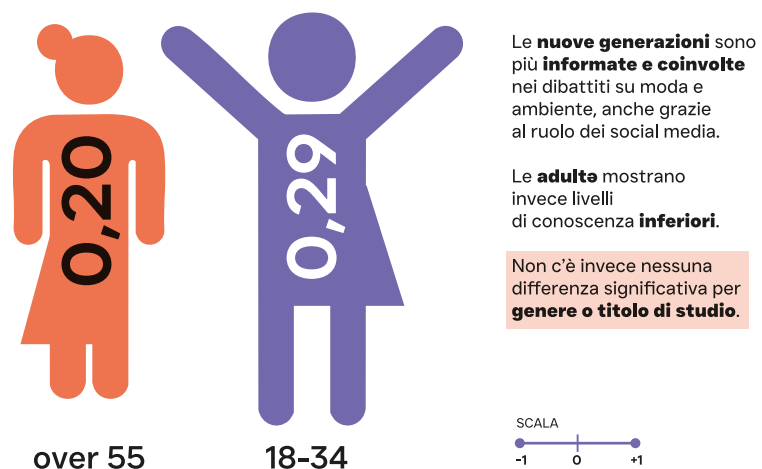 0,20
0,29
over 55
18-34
Le nuove generazioni sono
più informate e coinvolte
nei dibattiti su moda e
ambiente, anche grazie
al ruolo dei social media.
Le adultə mostrano
invece livelli
di conoscenza inferiori.
Non c’è invece nessuna
differenza significativa per
genere o titolo di studio.
SCALA
-1 0 +1